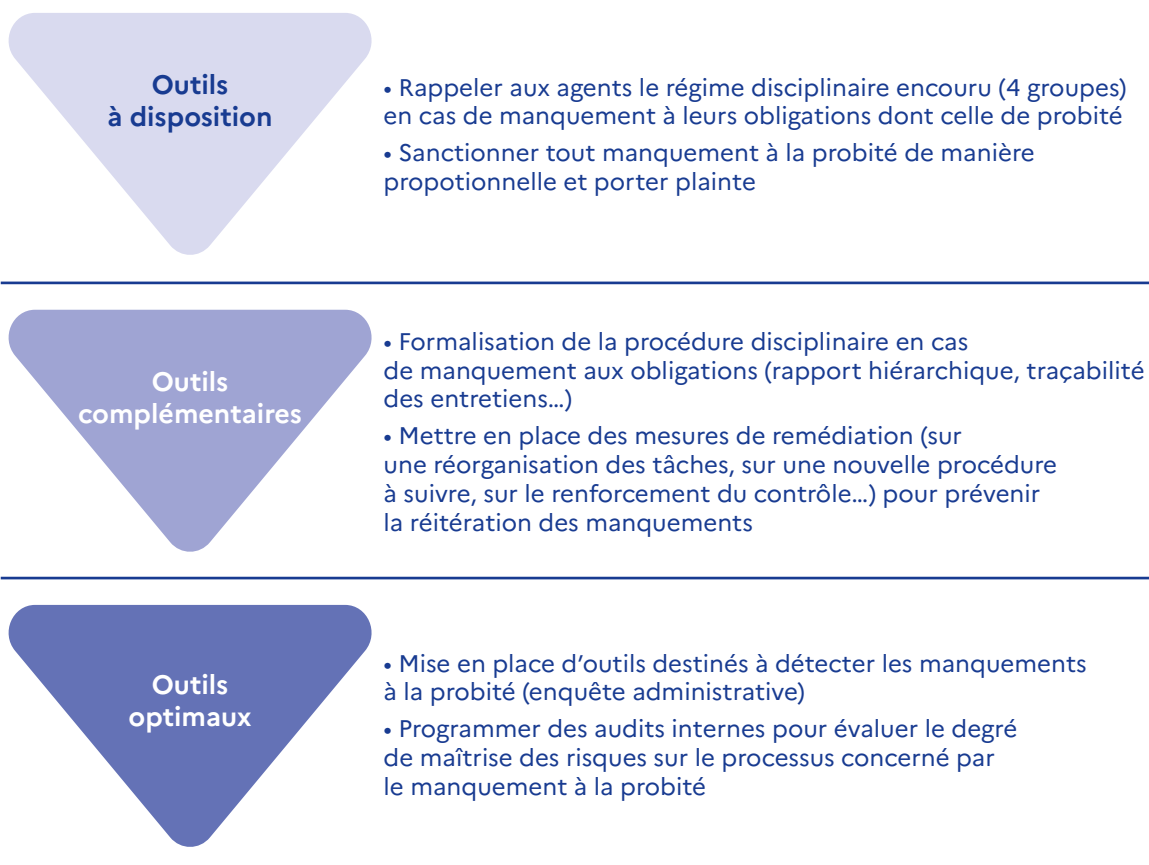 Outils
à disposition
• Rappeler aux agents le régime disciplinaire encouru (4 groupes)
en cas de manquement à leurs obligations dont celle de probité
• Sanctionner tout manquement à la probité de manière
propotionnelle et porter plainte
Outils
complémentaires
• Formalisation de la procédure disciplinaire en cas
de manquement aux obligations (rapport hiérarchique, traçabilité
des entretiens…)
• Mettre en place des mesures de remédiation (sur
une réorganisation des tâches, sur une nouvelle procédure
à suivre, sur le renforcement du contrôle…) pour prévenir
la réitération des manquements
Outils
optimaux
• Mise en place d’outils destinés à détecter les manquements
à la probité (enquête administrative)
• Programmer des audits internes pour évaluer le degré
de maîtrise des risques sur le processus concerné par
le manquement à la probité